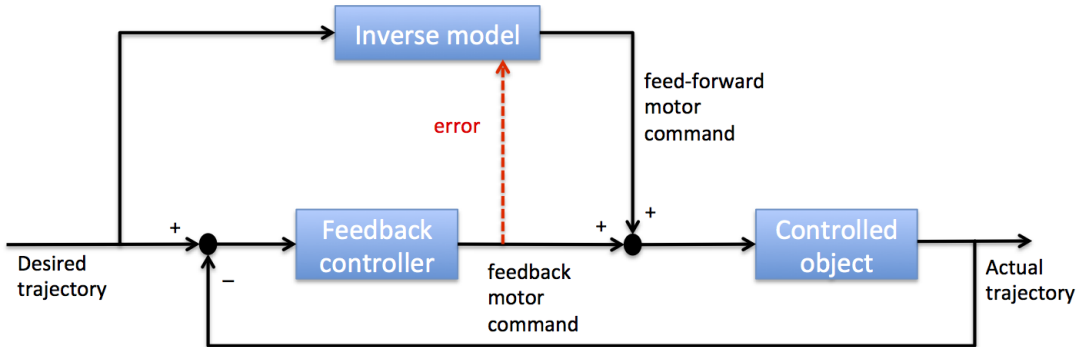 Inverse model
feed-forward
motor
command
error
+
+
+
Feedback
controller
Controlled
object
Desired
trajectory
–
feedback
motor
command
Actual
trajectory